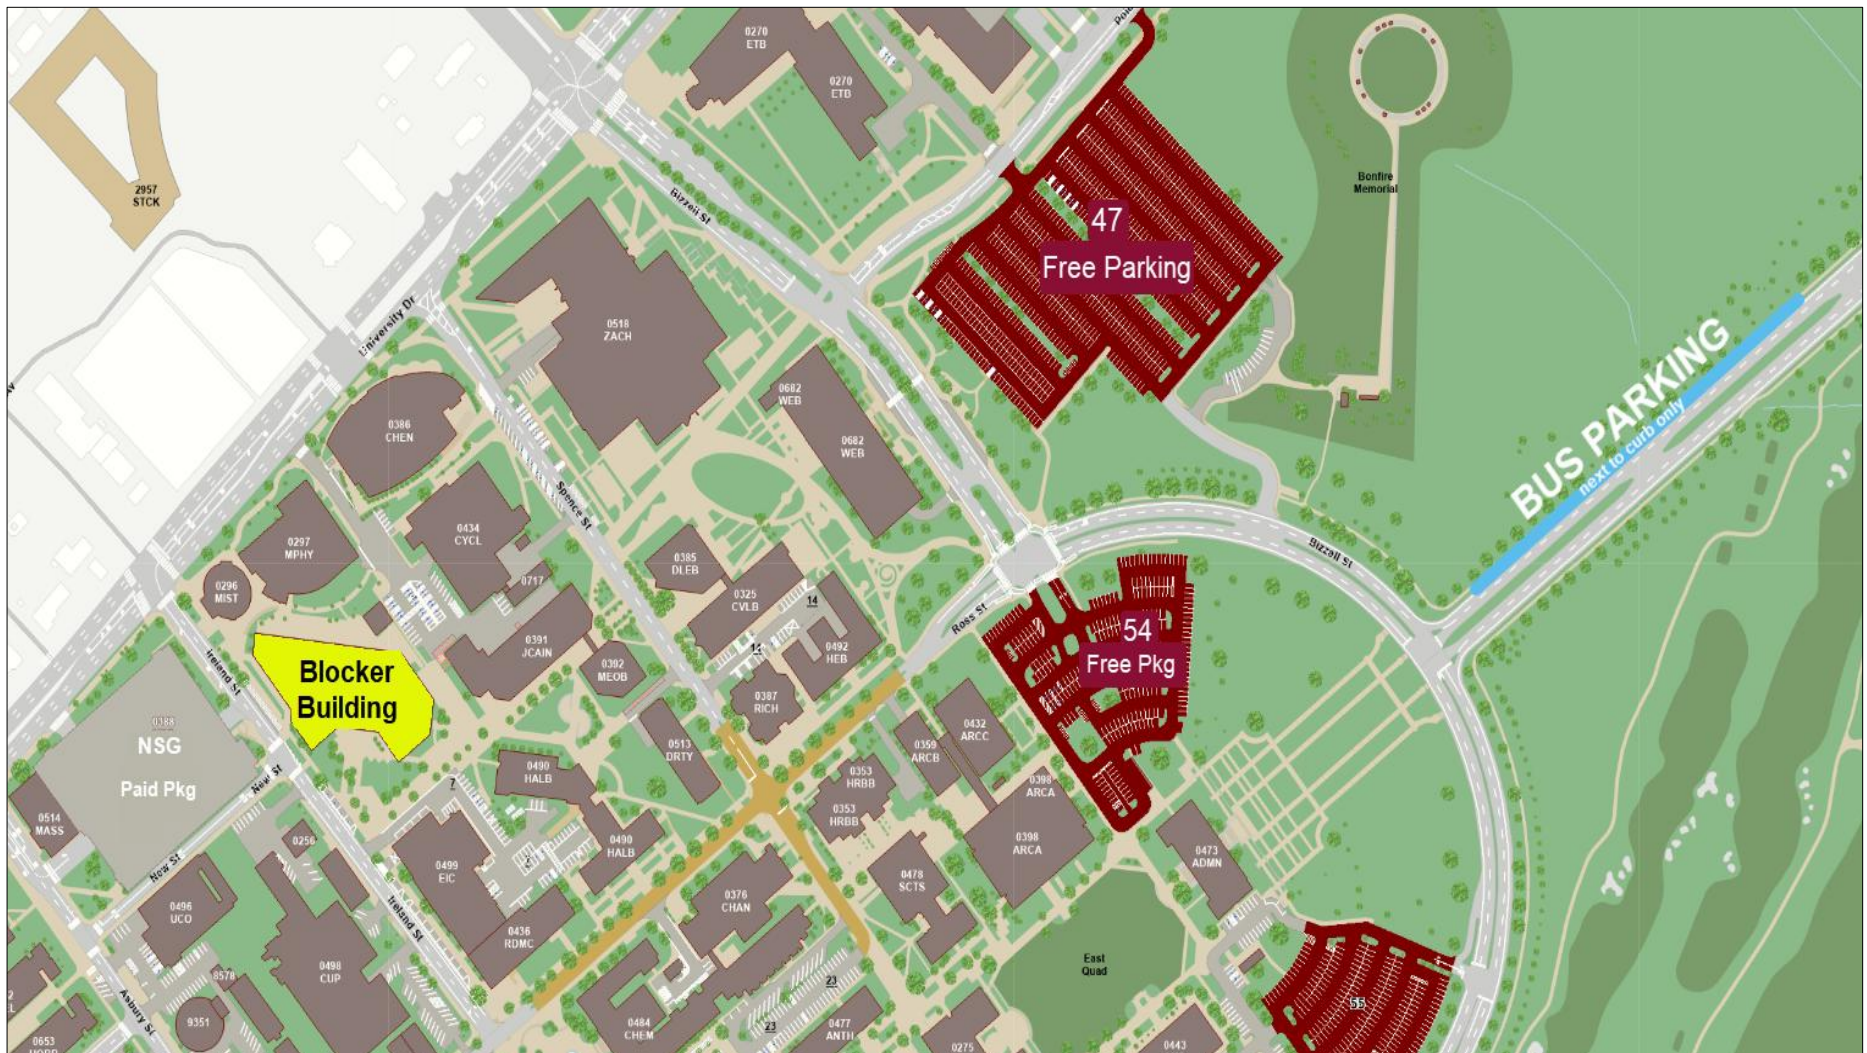 0270
ETB
0270
ETB
2957
STCK
Bizzell St
47
Free Parking
Bonfire
Memorial
University Dr
0518
ZACH
BUS PARKING
next to curb only
0682
WEB
0682
WEB
0386
CHEN
Spence St
0434
CYCL
0297
MPHY
0296
MIST
0717
0385
DLEB
0325
CVLB
14
Bizzell St
Ross St
54
Free Pkg
0391
JCAIN
0392
MEOB
14
0492
HEB
0387
RICH
Ireland St
Blocker
Building
0388
NSG
Paid Pkg
0513
DRTY
0432
ARCC
0359
ARCB
New St
7
0490
HALB
0353
HRBB
0353
HRBB
0398
ARCA
0398
ARCA
0514
MASS
0256
0490
HALB
0499
EIC
New St
0473
ADMN
0478
SCTS
0376
CHAN
0496
UCO
Ireland St
0436
RDMC
0498
CUP
8578
East
Quad
23
55
Asbury St
9351
0484
CHEM
23
0477
ANTH
0653
0275
0443